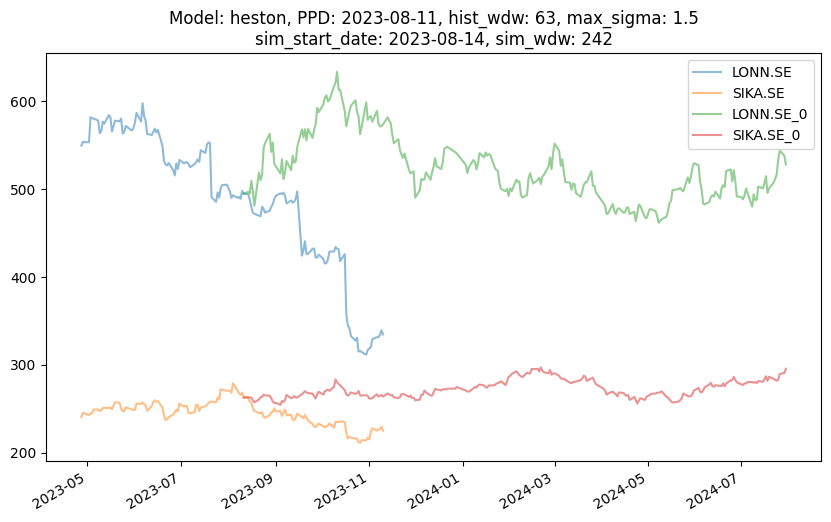 Model: heston, PPD: 2023-08-11, hist_wdw: 63, max_sigma: 1.5
sim_start_date: 2023-08-14, sim_wdw: 242
LONN.SE
SIKA.SE
LONN.SE_0
SIKA.SE_0
600
500
400
300
200
2023-05
2023-07
2023-09
2023-11
2024-01
2024-03
2024-05
2024-07